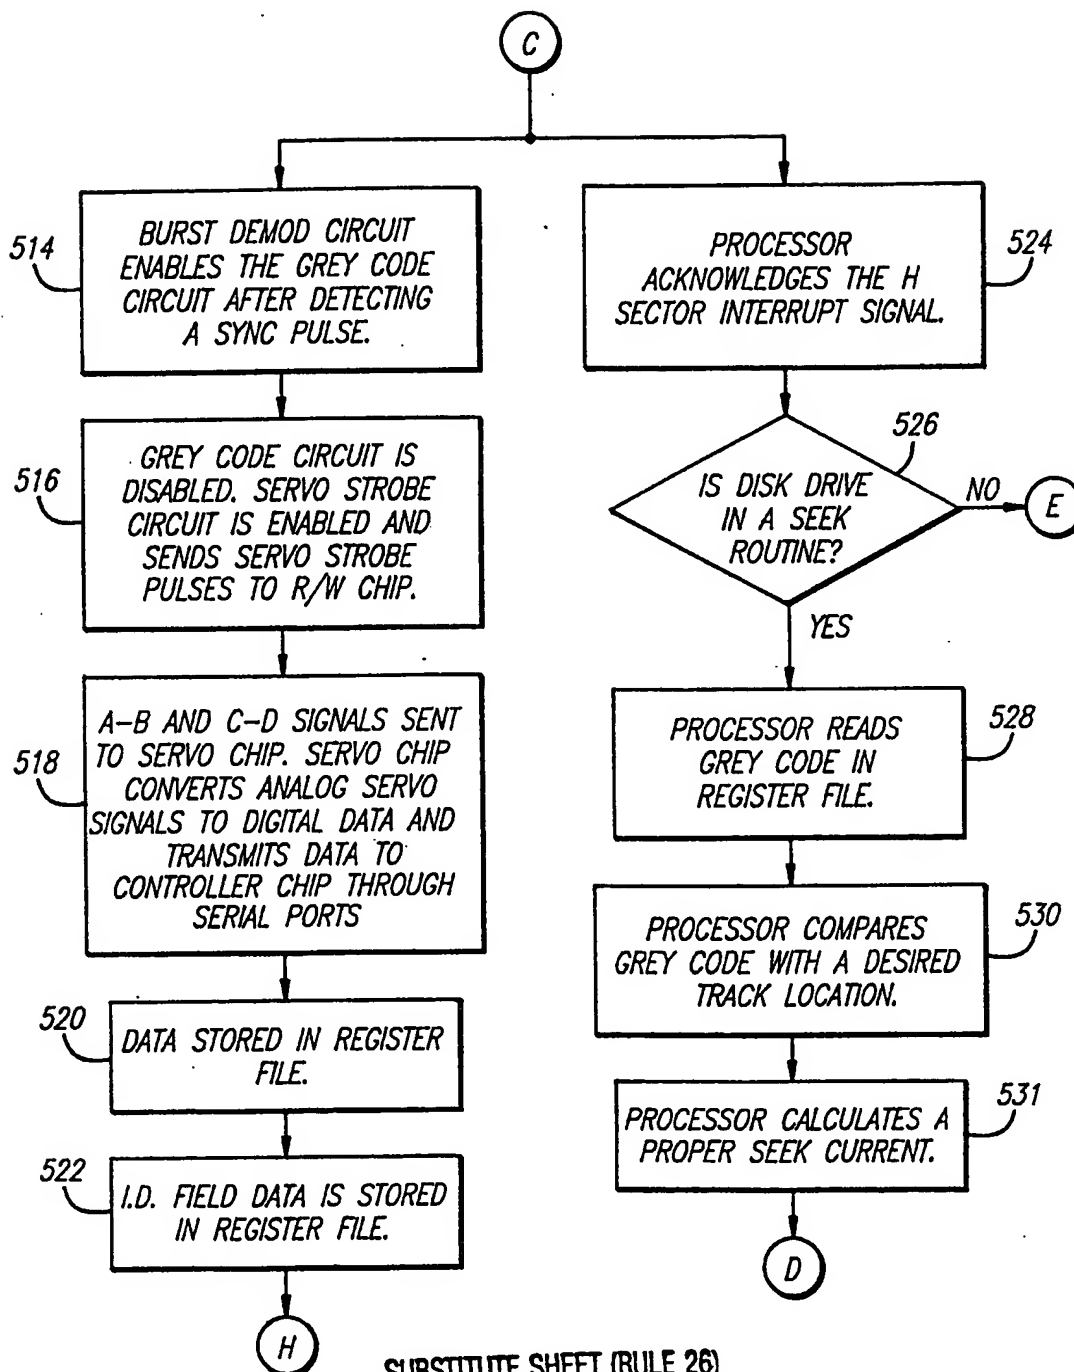 C
514
BURST DEMOD CIRCUIT
ENABLES THE GREY CODE
CIRCUIT AFTER DETECTING
A SYNC PULSE.
516
GREY CODE CIRCUIT IS
DISABLED. SERVO STROBE
CIRCUIT IS ENABLED AND
SENDS SERVO STROBE
PULSES TO R/W CHIP.
518
A-B AND C-D SIGNALS SENT
TO SERVO CHIP. SERVO CHIP
CONVERTS ANALOG SERVO
SIGNALS TO DIGITAL DATA AND
TRANSMITS DATA TO
CONTROLLER CHIP THROUGH
SERIAL PORTS
520
DATA STORED IN REGISTER
FILE.
522
I.D. FIELD DATA IS STORED
IN REGISTER FILE.
H
524
PROCESSOR
ACKNOWLEDGES THE H
SECTOR INTERRUPT SIGNAL.
526
IS DISK DRIVE
IN A SEEK
ROUTINE?
NO
E
YES
528
PROCESSOR READS
GREY CODE IN
REGISTER FILE.
530
PROCESSOR COMPARES
GREY CODE WITH A DESIRED
TRACK LOCATION.
531
PROCESSOR CALCULATES A
PROPER SEEK CURRENT.
D
SUBSTITUTE SHEET (RULE 26)